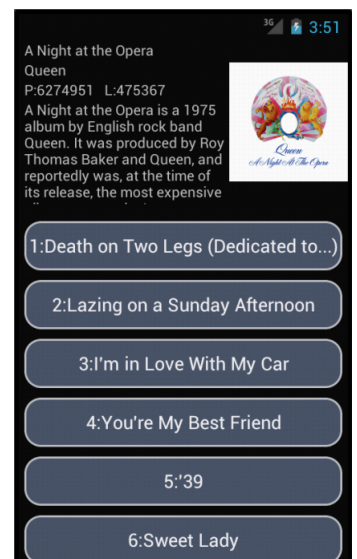 3G 3:51
A Night at the Opera
Queen
P:6274951 L:475367
A Night at the Opera is a 1975
album by English rock band
Queen. It was produced by Roy
Thomas Baker and Queen, and
reportedly was, at the time of
its release, the most expensive
Queen
A Night At The Opera
1:Death on Two Legs (Dedicated to...)
2:Lazing on a Sunday Afternoon
3:I'm in Love With My Car
4:You're My Best Friend
5:'39
6:Sweet Lady